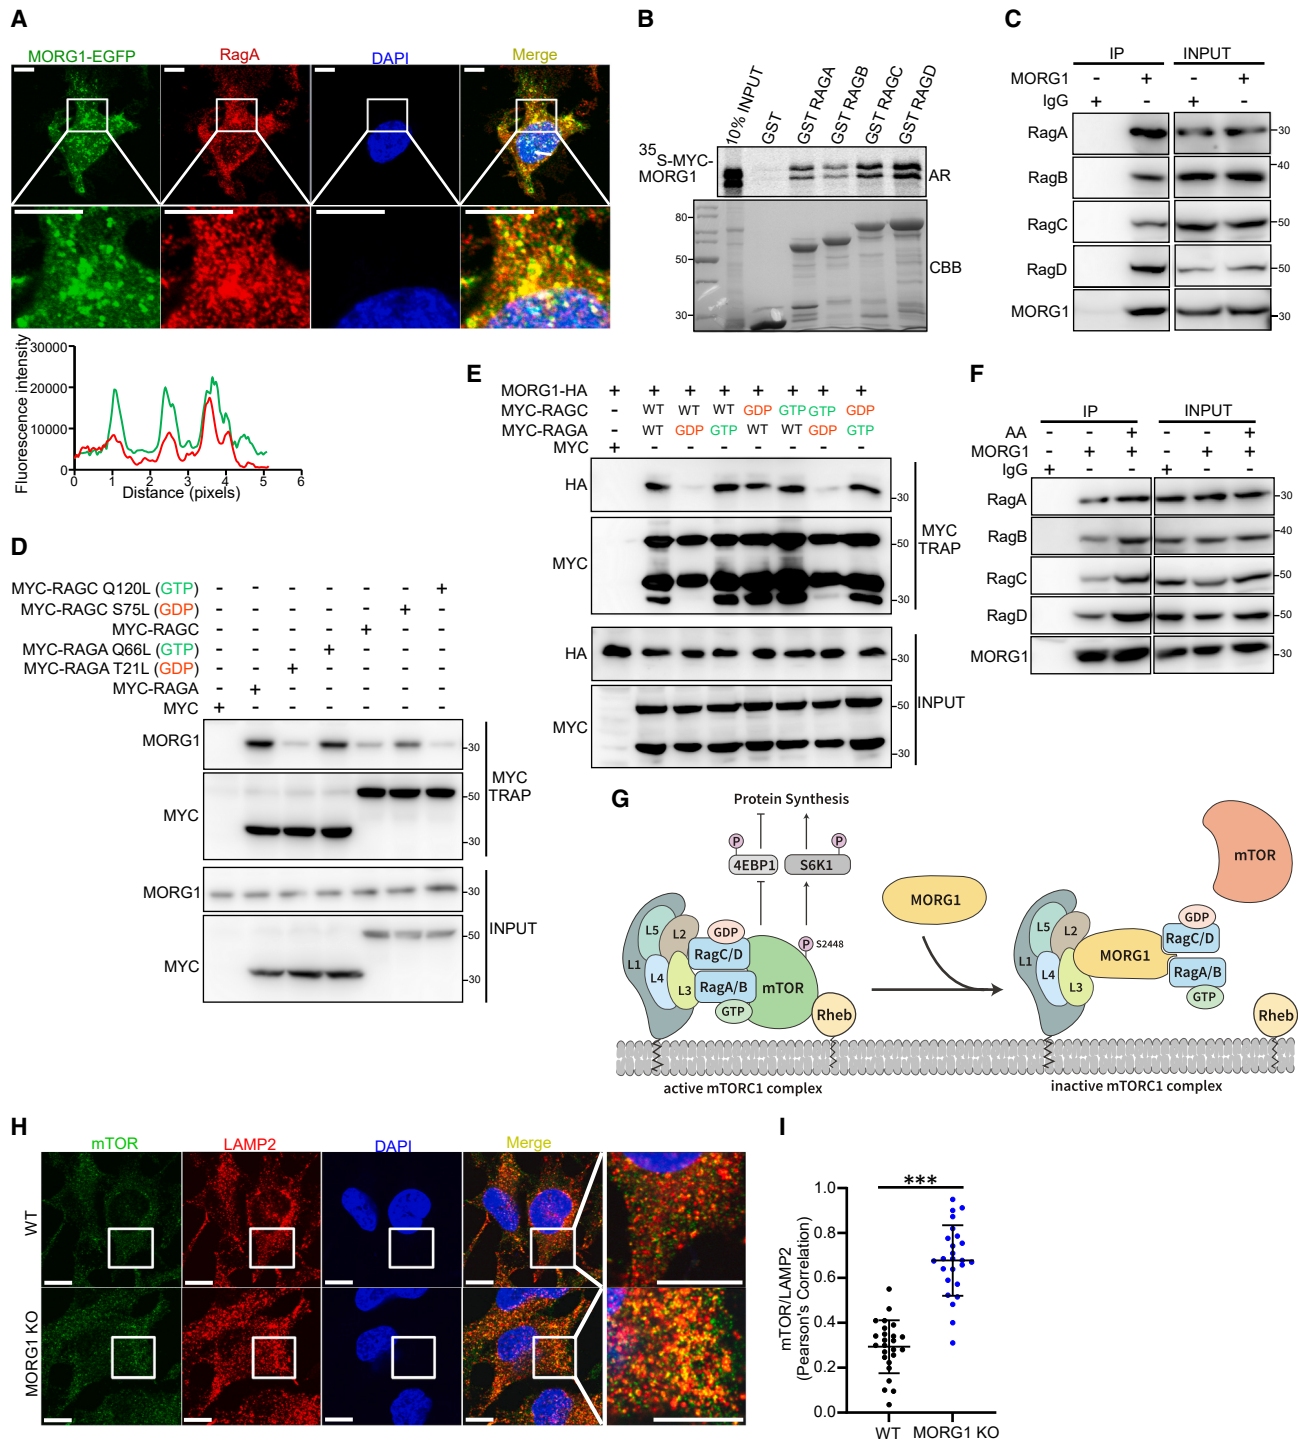 A
MORG1-EGFP RagA DAPI Merge
Fluorescence intensity
30000
20000
10000
0
0 1 2 3 4 5 6
Distance (pixels)
B
10% INPUT GST GST RAGA GST RAGB GST RAGC GST RAGD
35S-MYC-
MORG1
AR
80
50
30
CBB
C
IP INPUT
MORG1 - + - +
IgG + - + -
RagA 30
RagB 40
RagC 50
RagD 50
MORG1 30
D
MYC-RAGC Q120L (GTP) - - - - - - +
MYC-RAGC S75L (GDP) - - - - - + -
MYC-RAGC - - - - + - -
MYC-RAGA Q66L (GTP) - - - + - - -
MYC-RAGA T21L (GDP) - - + - - - -
MYC-RAGA - + - - - - -
MYC + - - - - - -
MORG1 30
MYC 50
30
MYC
TRAP
MORG1 30
MYC 50
30
INPUT
E
MORG1-HA + + + + + + + +
MYC-RAGC - WT WT WT GDP GTP GTP GDP
MYC-RAGA - WT GDP GTP WT WT GDP GTP
MYC + - - - - - - -
HA 30
MYC 50
30
MYC
TRAP
HA 30
MYC 50
30
INPUT
F
IP INPUT
AA - - + - - +
MORG1 - + + - + +
IgG + - - + - -
RagA 30
RagB 40
RagC 50
RagD 50
MORG1 30
G
Protein Synthesis
P P
4EBP1 S6K1
P S2448
L5 L2 L1 L4 L3
GDP
RagC/D
RagA/B
GTP
mTOR
Rheb
active mTORC1 complex
MORG1
mTOR
L5 L2 L1 L4 L3
MORG1
GDP
RagC/D
RagA/B
GTP
Rheb
inactive mTORC1 complex
H
mTOR LAMP2 DAPI Merge
WT
MORG1 KO
I
***
mTOR/LAMP2
(Pearson's Correlation)
1.0
0.8
0.6
0.4
0.2
0.0
WT MORG1 KO